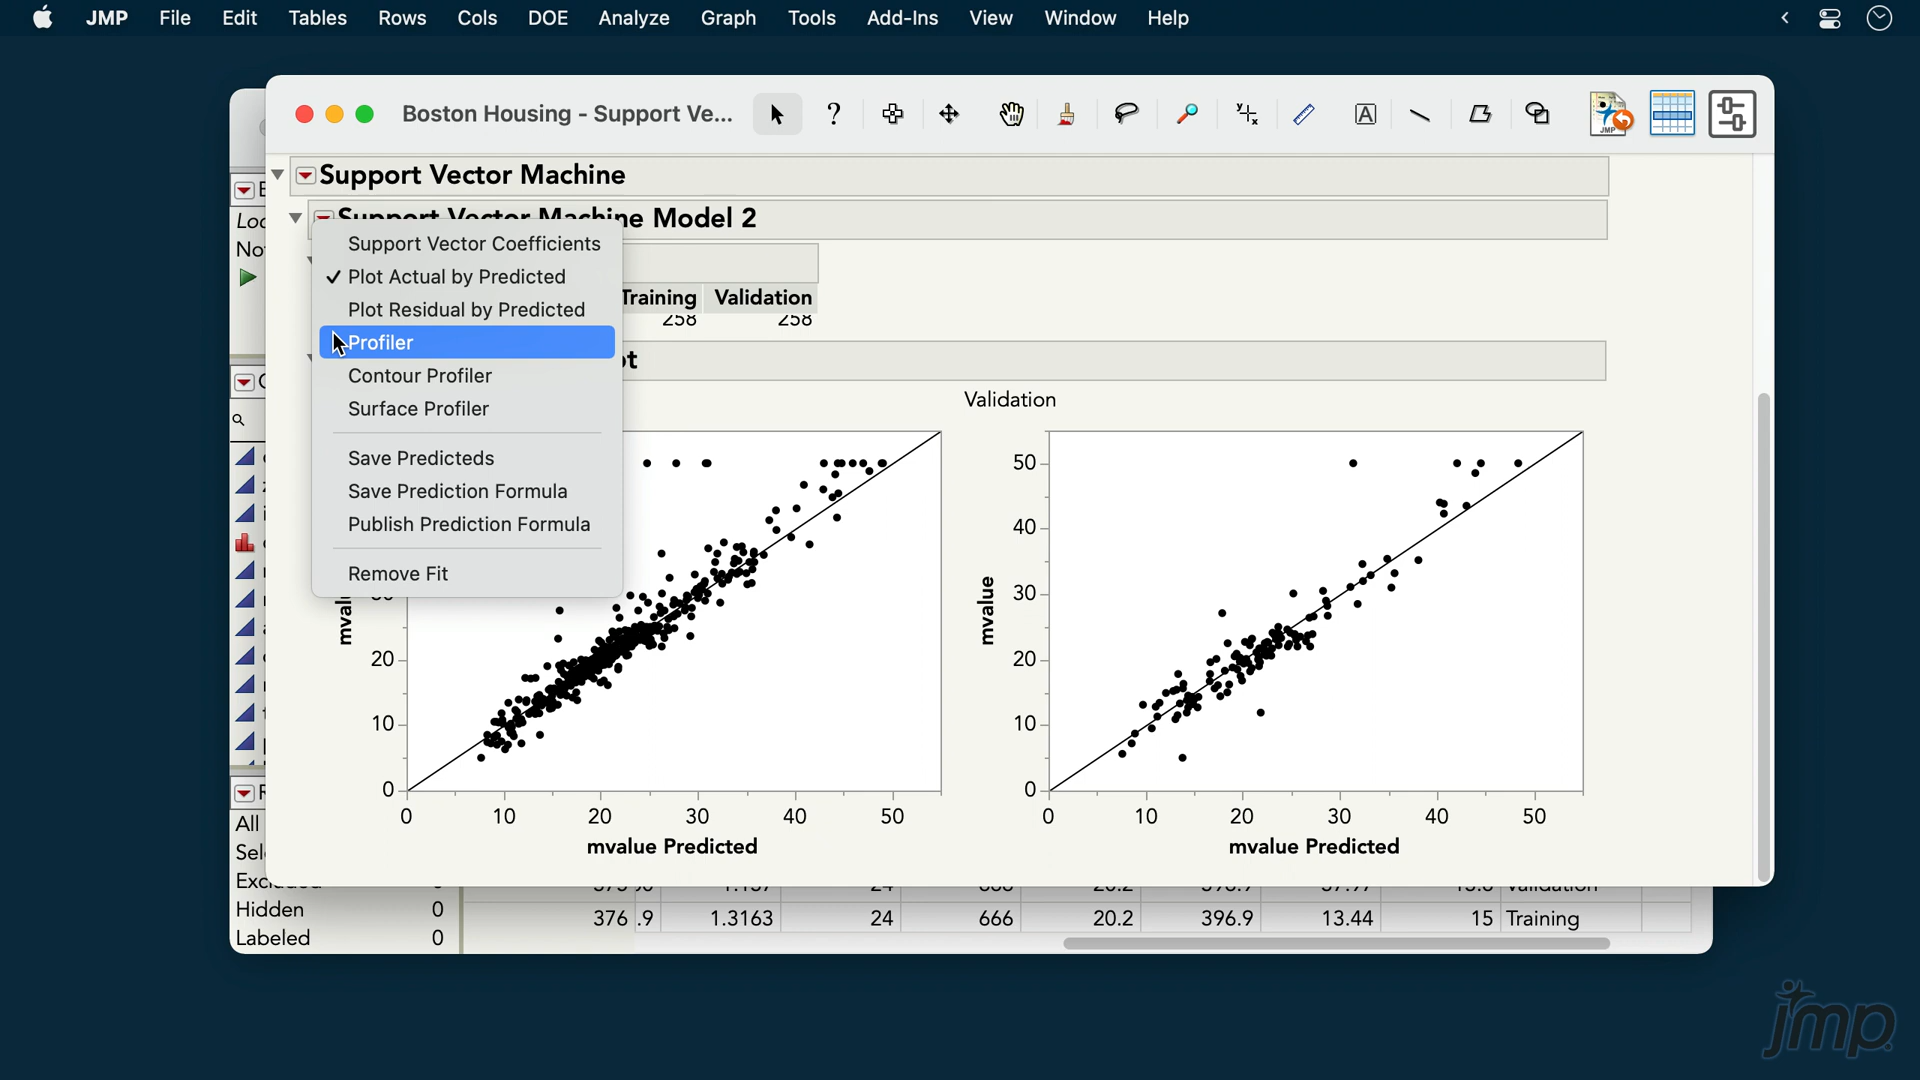 JMP File Edit Tables Rows Cols DOE Analyze Graph Tools Add-Ins View Window Help
Boston Housing - Support Ve...
JMP
Support Vector Machine
Support Vector Machine Model 2
Support Vector Coefficients
Plot Actual by Predicted
Plot Residual by Predicted
Profiler
Contour Profiler
Surface Profiler
Save Predicteds
Save Prediction Formula
Publish Prediction Formula
Remove Fit
Training Validation
258 258
Validation
mvalue
20
10
0
0 10 20 30 40 50
mvalue Predicted
mvalue
50
40
30
20
10
0
0 10 20 30 40 50
mvalue Predicted
All
Hidden 0
Labeled 0
376 .9 1.3163 24 666 20.2 396.9 13.44 15 Training
jmp